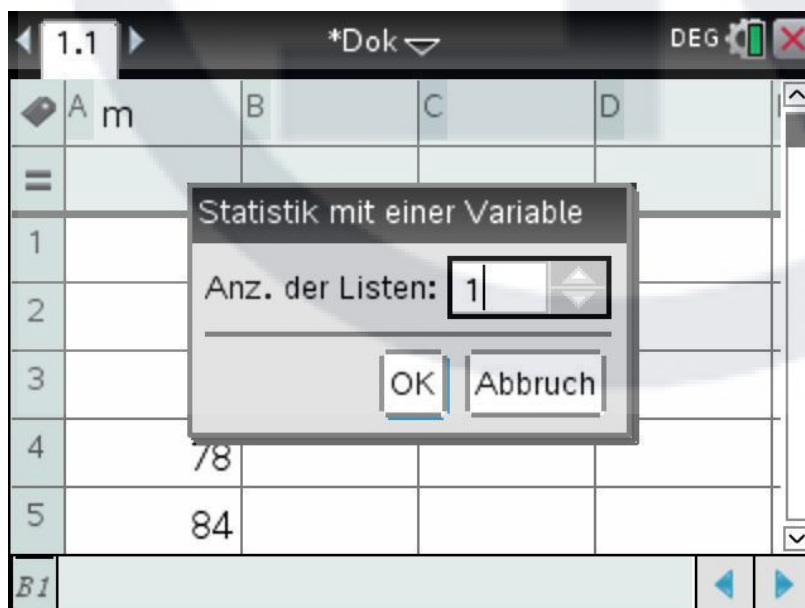 1.1 *Dok DEG
A m B C D
=
Statistik mit einer Variable
1
Anz. der Listen: 1
2
3
OK Abbruch
4 78
5 84
B1